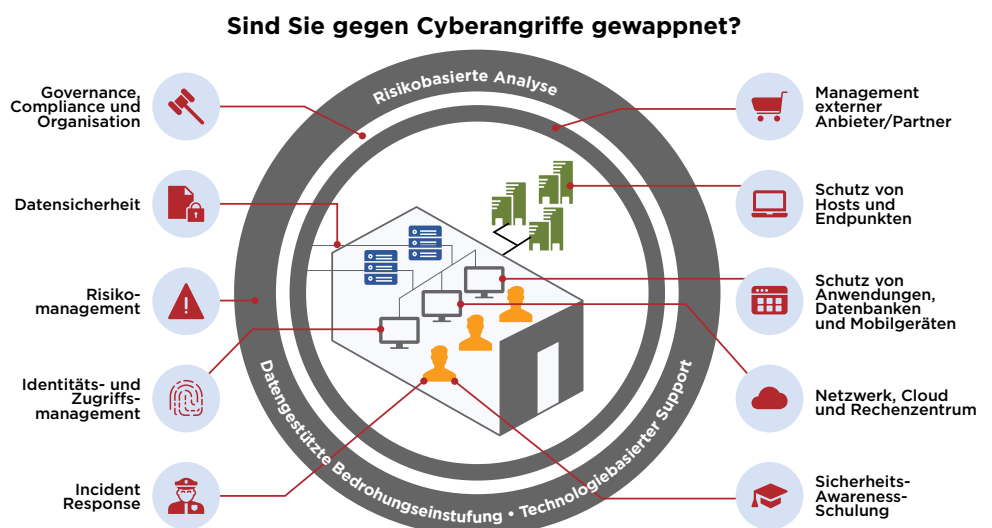 Sind Sie gegen Cyberangriffe gewappnet?
Risikobasierte Analyse
Datengestützte Bedrohungseinstufung • Technologiebasierter Support
Governance,
Compliance und
Organisation
Datensicherheit
Risiko-
management
Identitäts- und
Zugriffs-
management
Incident
Response
Management
externer
Anbieter/Partner
Schutz von
Hosts und
Endpunkten
Schutz von
Anwendungen,
Datenbanken
und Mobilgeräten
Netzwerk, Cloud
und Rechenzentrum
Sicherheits-
Awareness-
Schulung